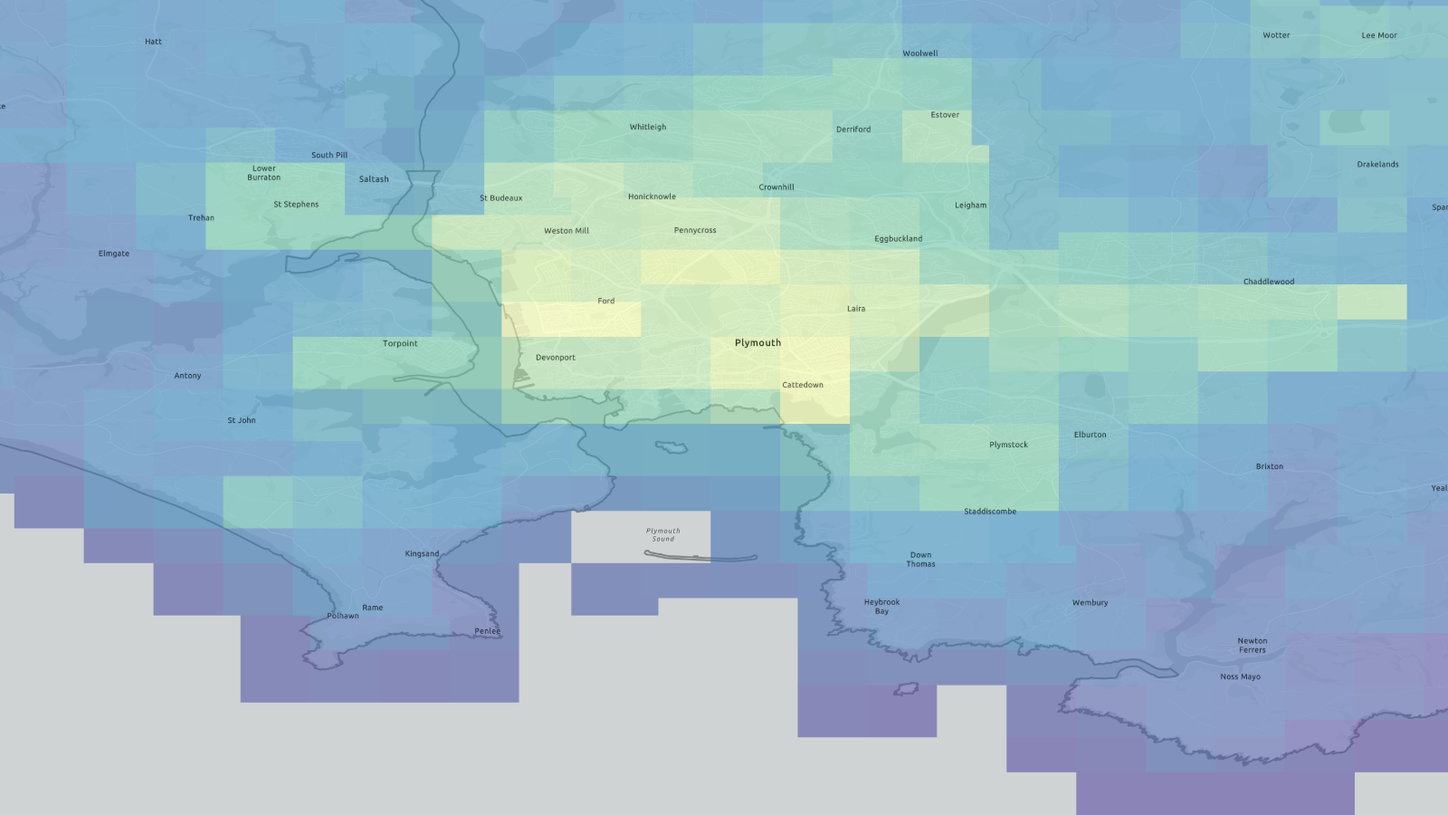 Hatt
Woolwell
Wotter
Lee Moor
Whitleigh
Derriford
Estover
South Pill
Lower
Burraton
Saltash
St Stephens
Trehan
St Budeaux
Honicknowle
Crownhill
Leigham
Drakelands
Weston Mill
Pennycross
Eggbuckland
Elmgate
Chaddlewood
Ford
Laira
Torpoint
Devonport
Plymouth
Antony
Cattedown
St John
Plymstock
Elburton
Brixton
Staddiscombe
Plymouth
Sound
Kingsand
Down
Thomas
Rame
Polhawn
Penlee
Heybrook
Bay
Wembury
Newton
Ferrers
Noss Mayo